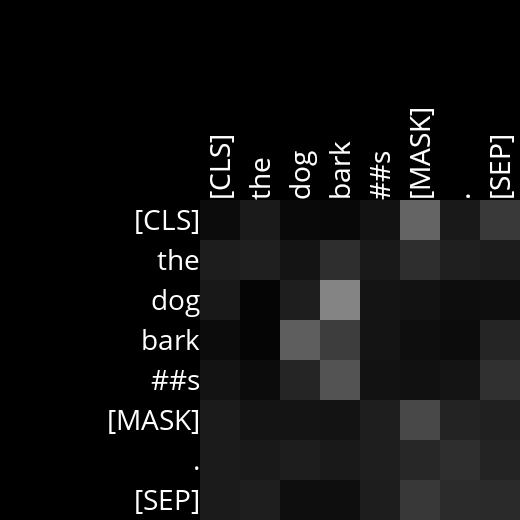 [CLS] the dog bark ##s [MASK] . [SEP]
[CLS]
the
dog
bark
##s
[MASK]
.
[SEP]